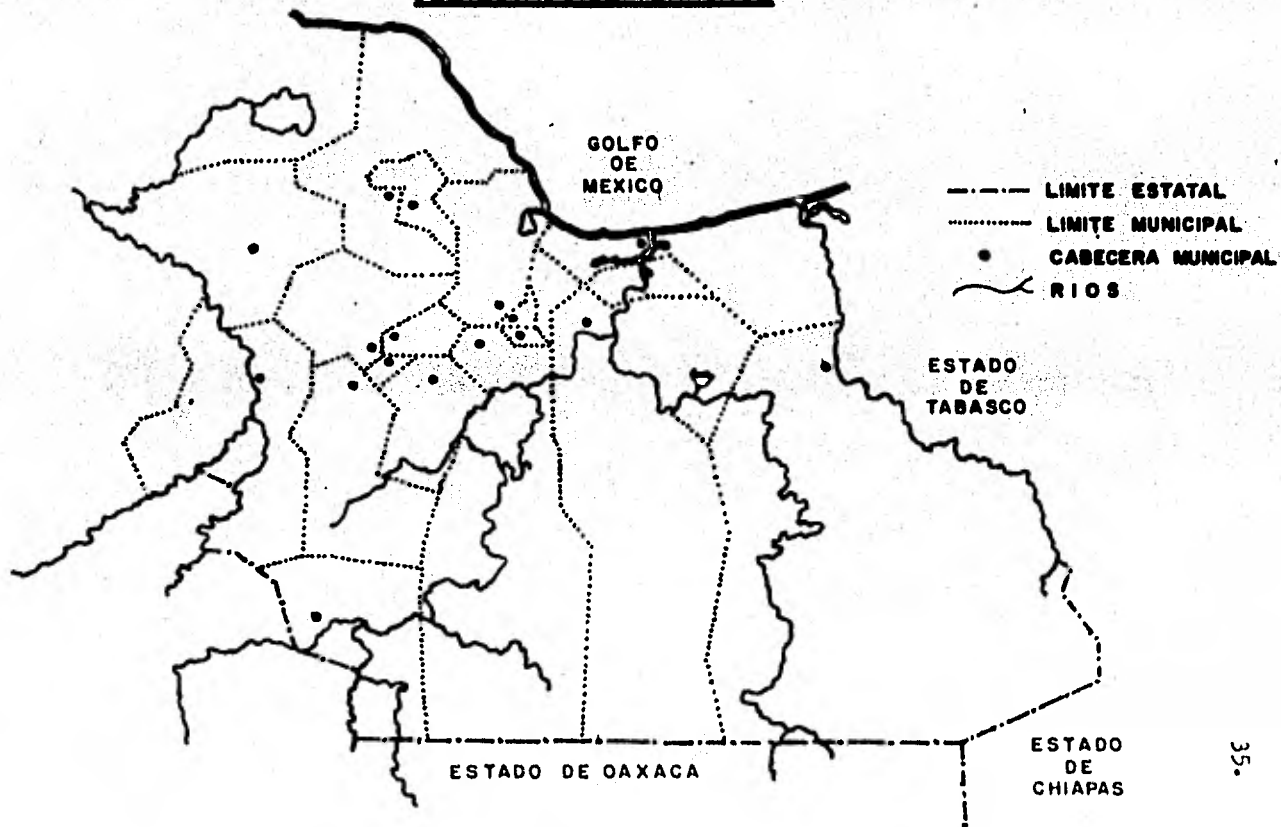 GOLFO
DE
MEXICO
LIMITE ESTATAL
LIMITE MUNICIPAL
CABECERA MUNICIPAL
RIOS
ESTADO
DE
TABASCO
ESTADO DE OAXACA
ESTADO
DE
CHIAPAS
35.